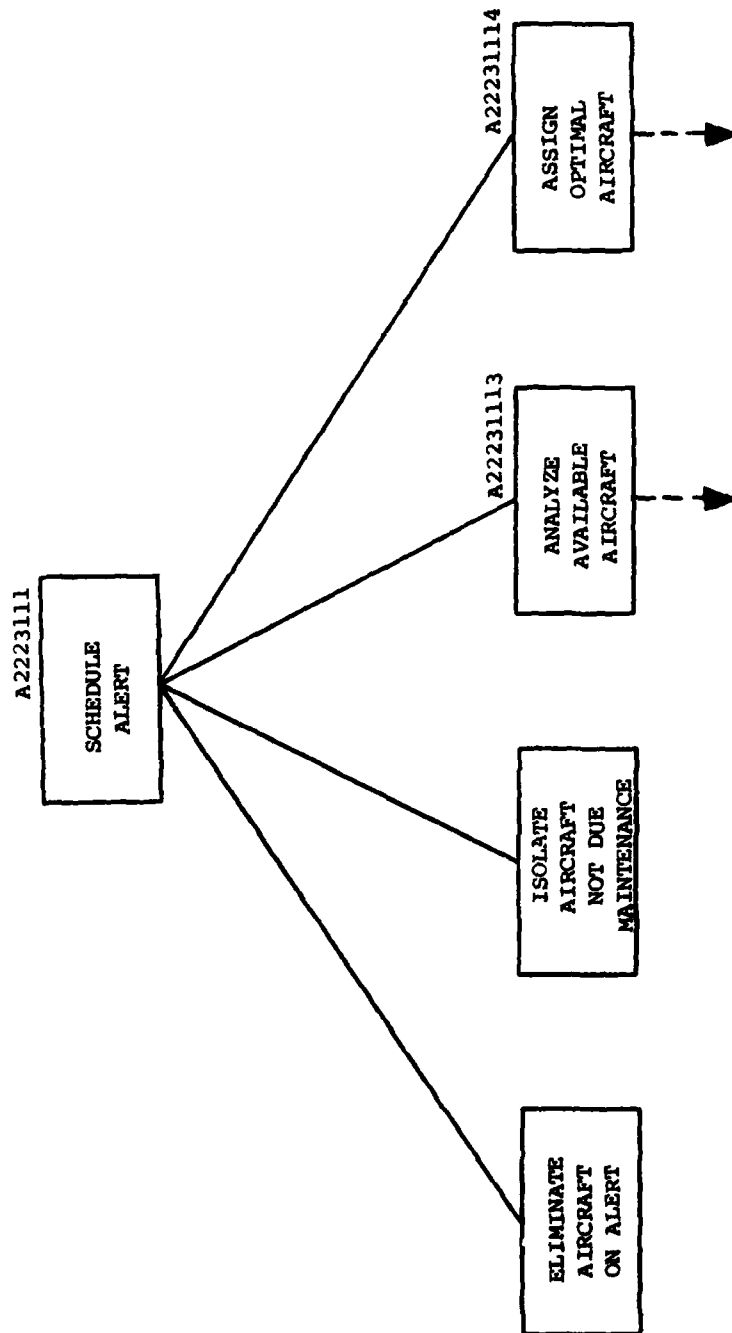 A2223111
SCHEDULE
ALERT
ELIMINATE
AIRCRAFT
ON ALERT
ISOLATE
AIRCRAFT
NOT DUE
MAINTENANCE
A22231113
ANALYZE
AVAILABLE
AIRCRAFT
A22231114
ASSIGN
OPTIMAL
AIRCRAFT